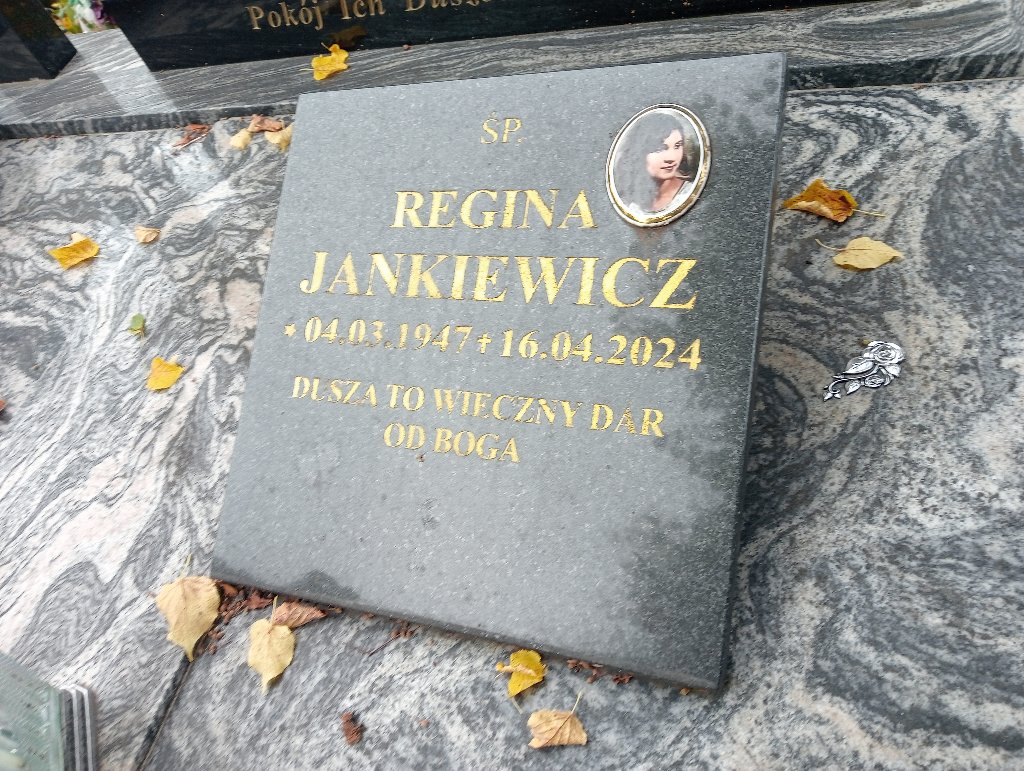 Pokój Ich
ŚP.
REGINA
JANKIEWICZ
* 04.03.1947 ✝ 16.04.2024
DUSZA TO WIECZNY DAR
OD BOGA